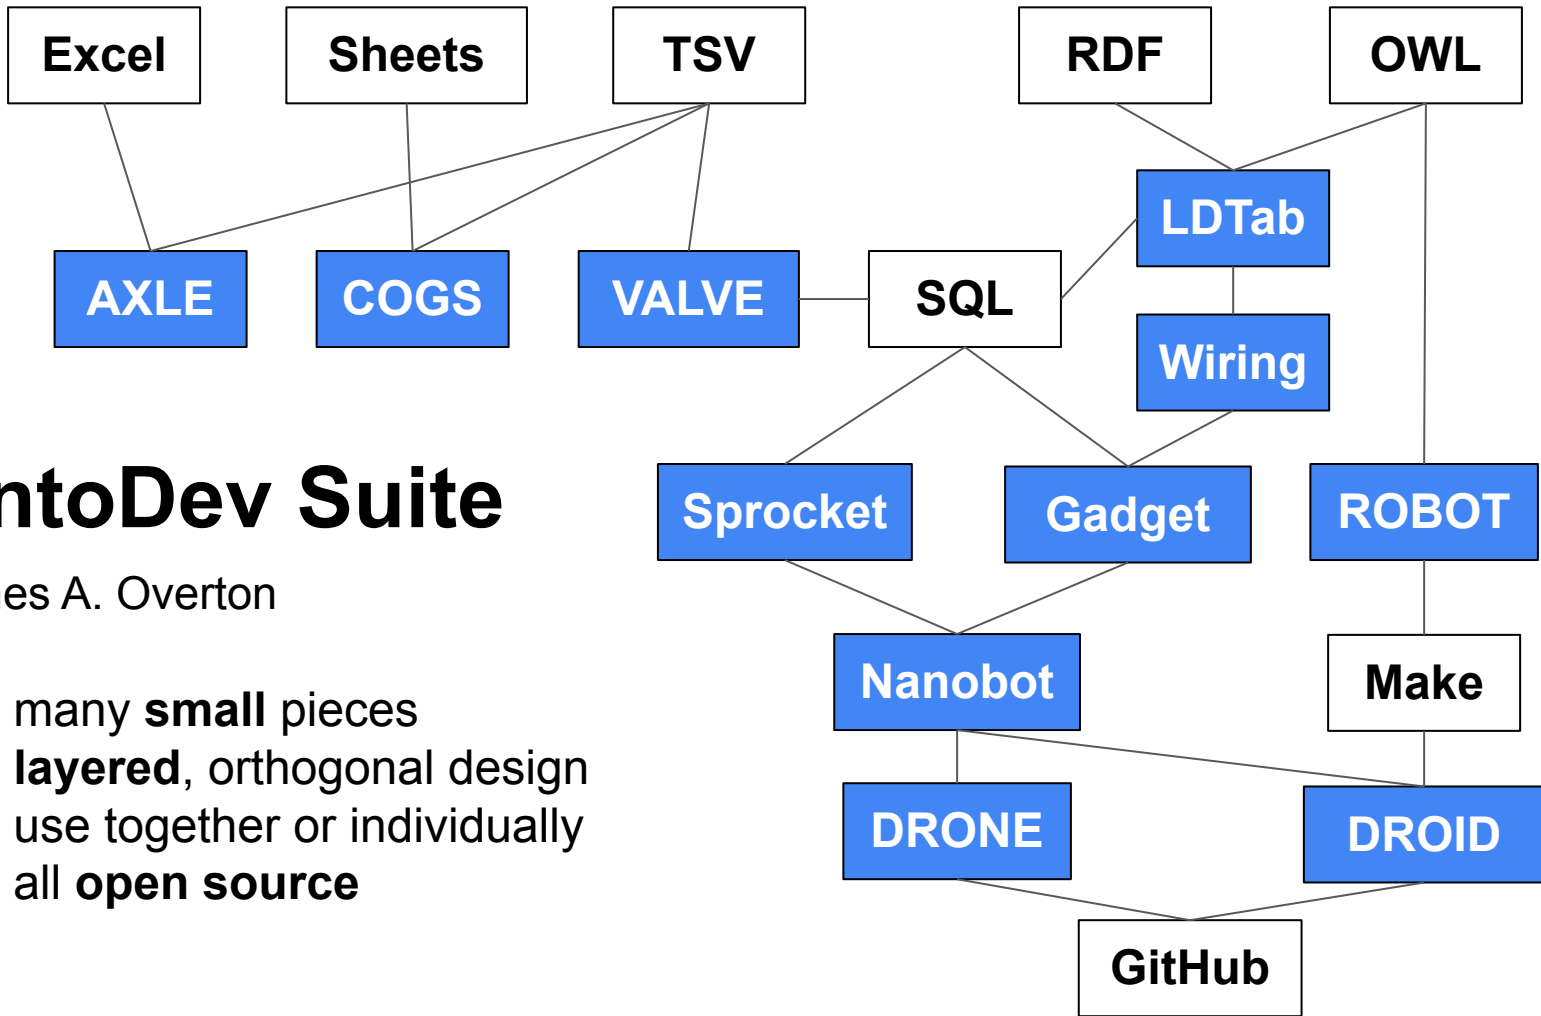 Excel
Sheets
TSV
RDF
OWL
LDTab
AXLE
COGS
VALVE
SQL
Wiring
ntoDev Suite
Sprocket
Gadget
ROBOT
es A. Overton
Nanobot
Make
many small pieces
layered, orthogonal design
use together or individually
all open source
DRONE
DROID
GitHub